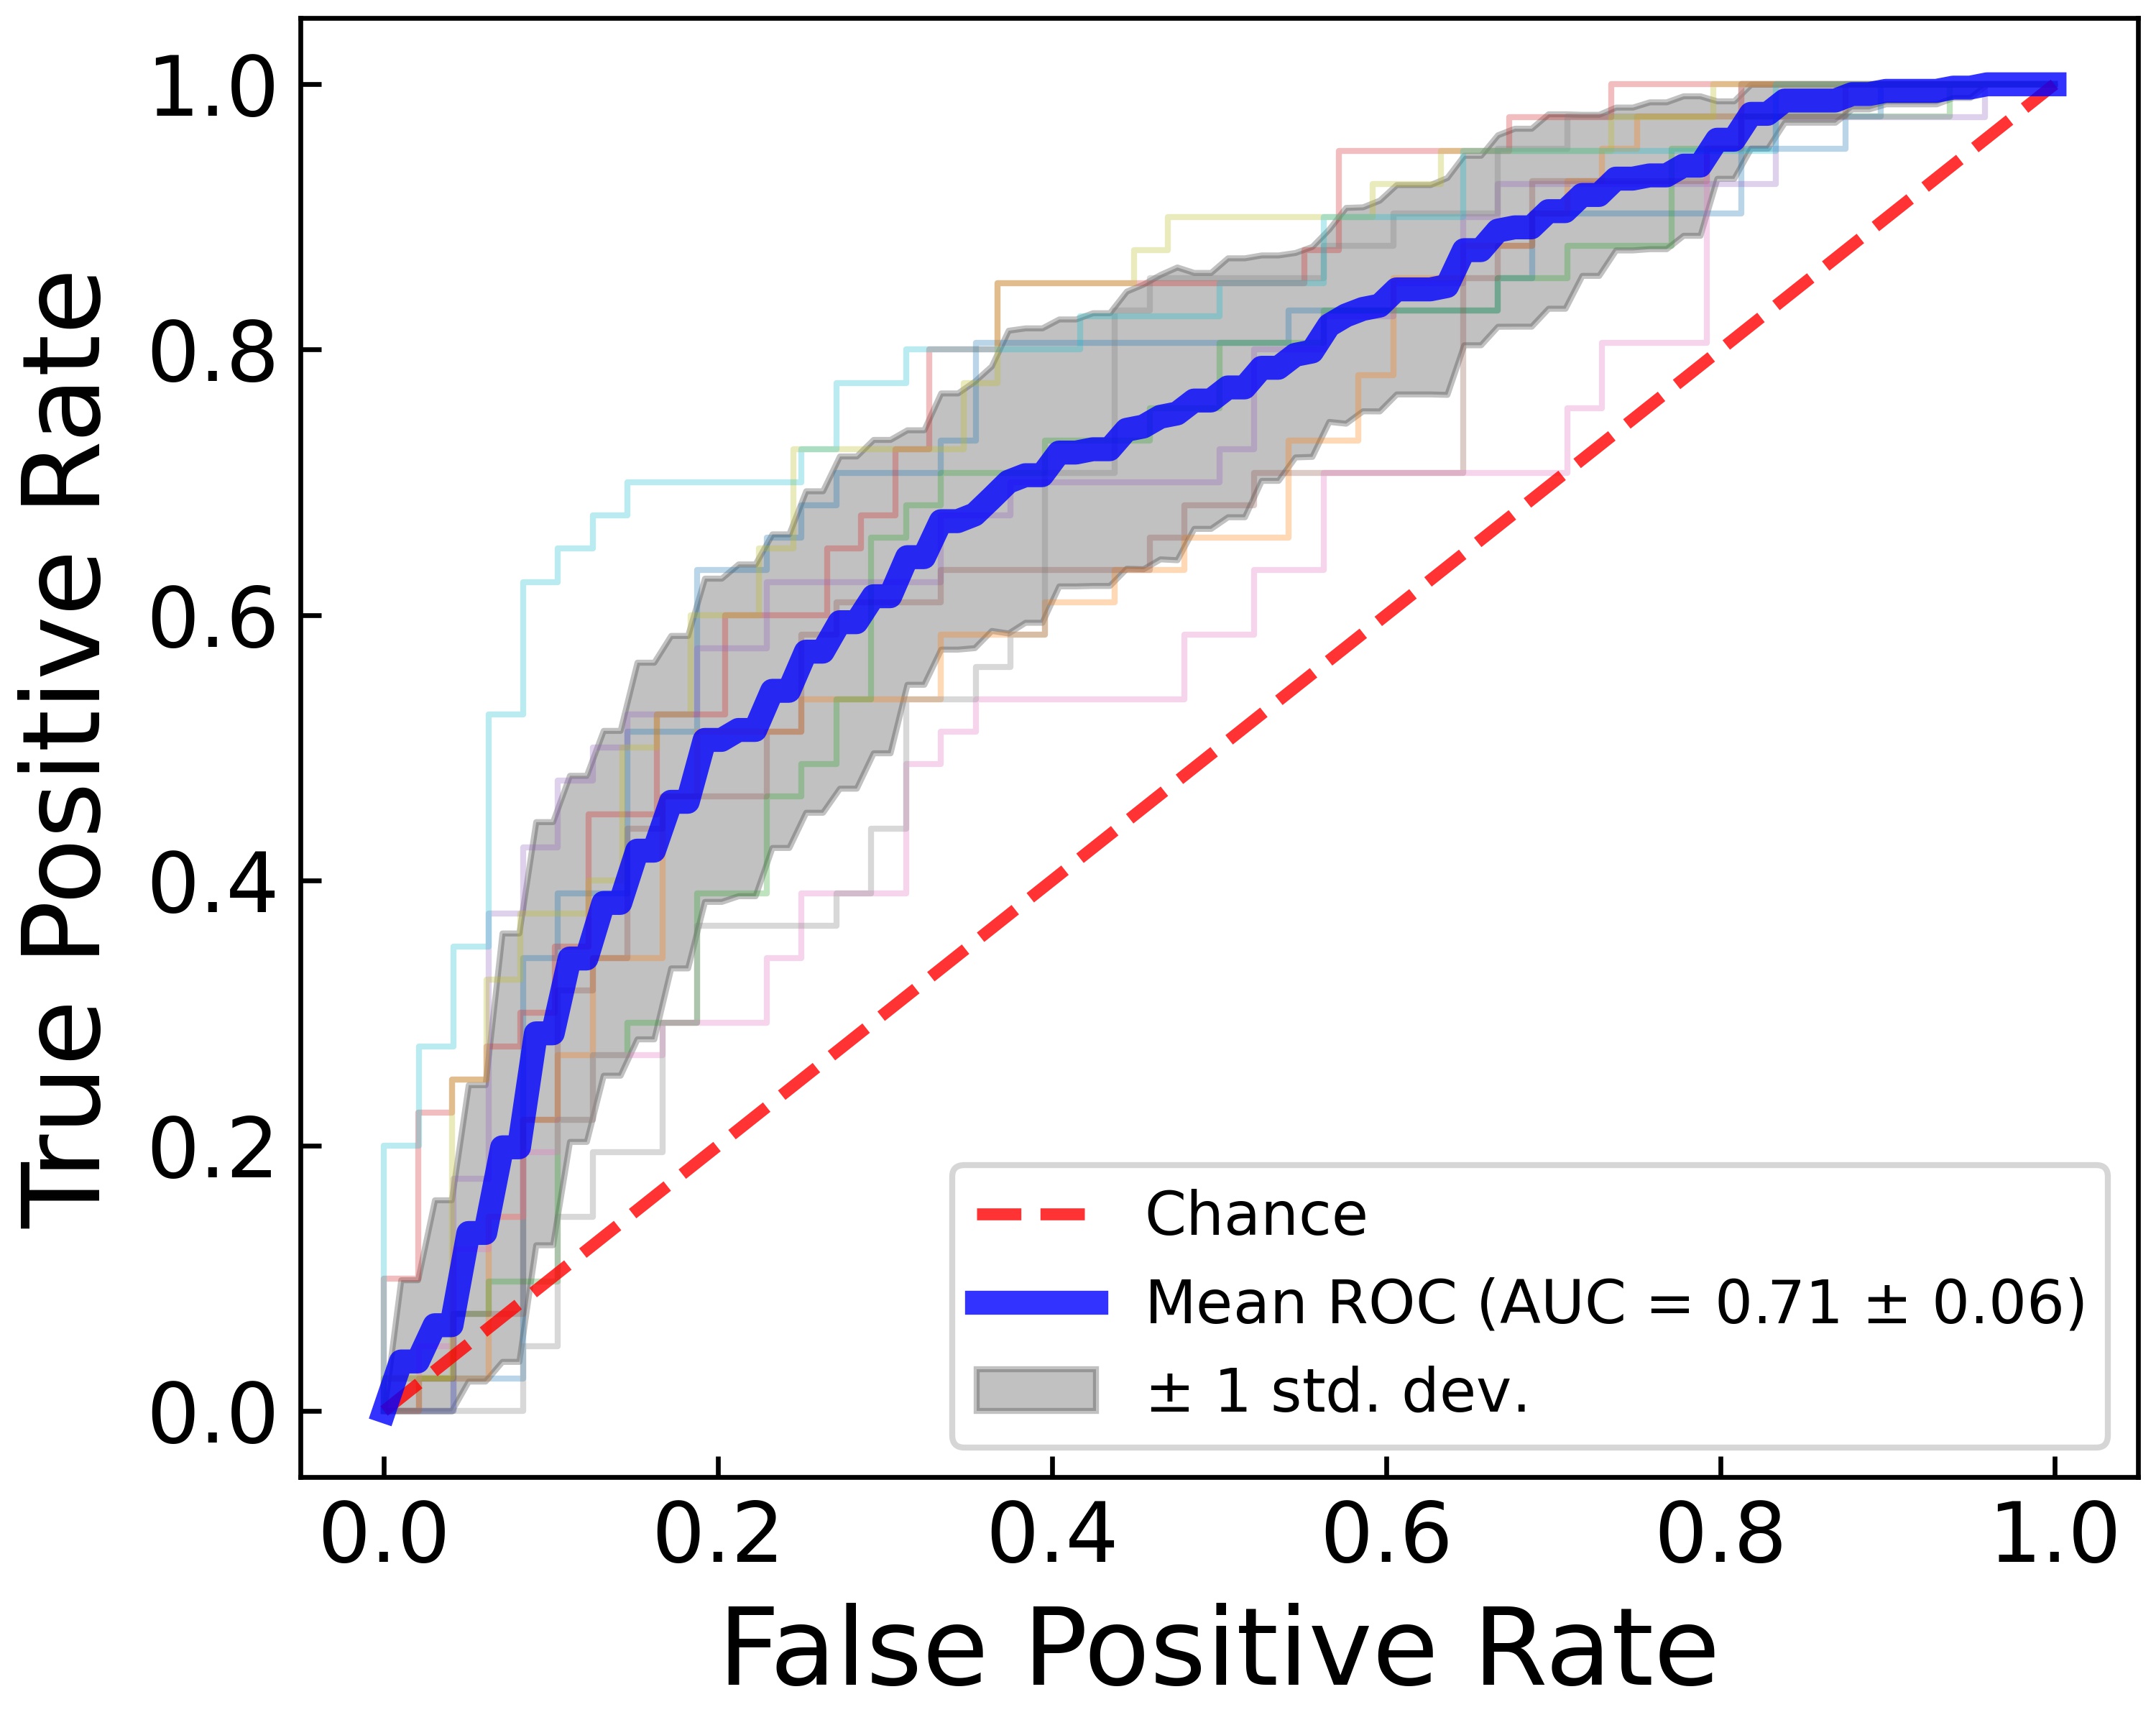 True Positive Rate
1.0
0.8
0.6
0.4
0.2
0.0
Chance
Mean ROC (AUC = 0.71 ± 0.06)
± 1 std. dev.
0.0 0.2 0.4 0.6 0.8 1.0
False Positive Rate